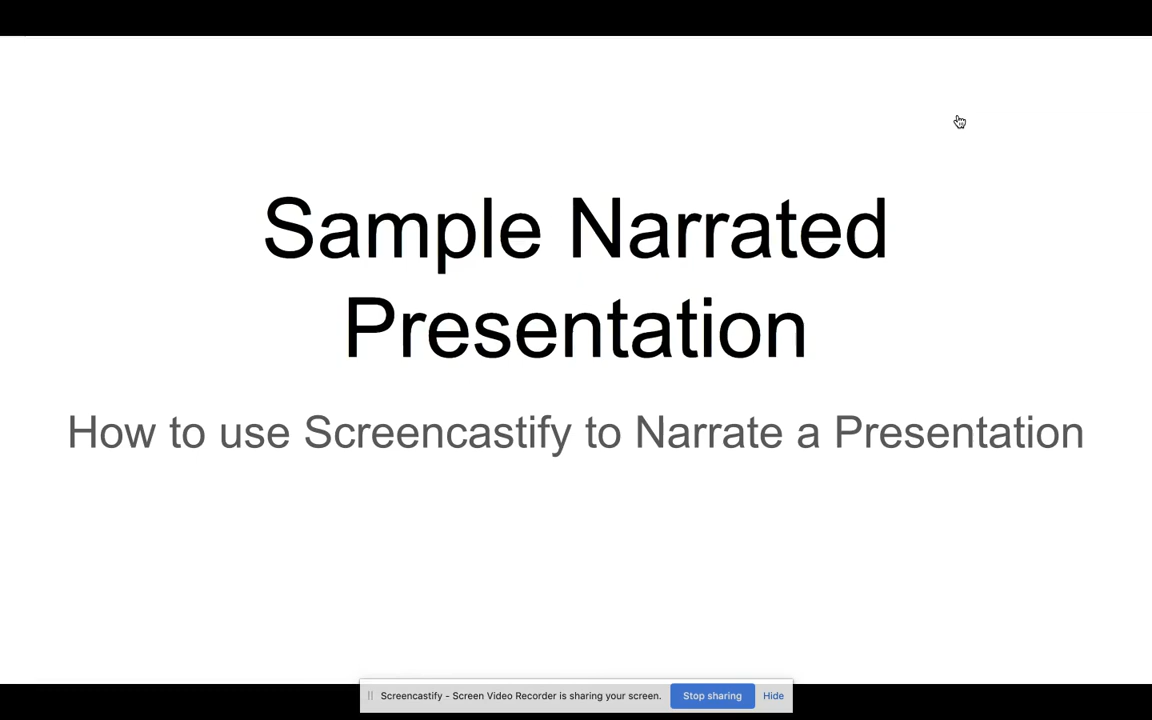 Sample Narrated
Presentation
How to use Screencastify to Narrate a Presentation
Screencastify - Screen Video Recorder is sharing your screen. Stop sharing Hide